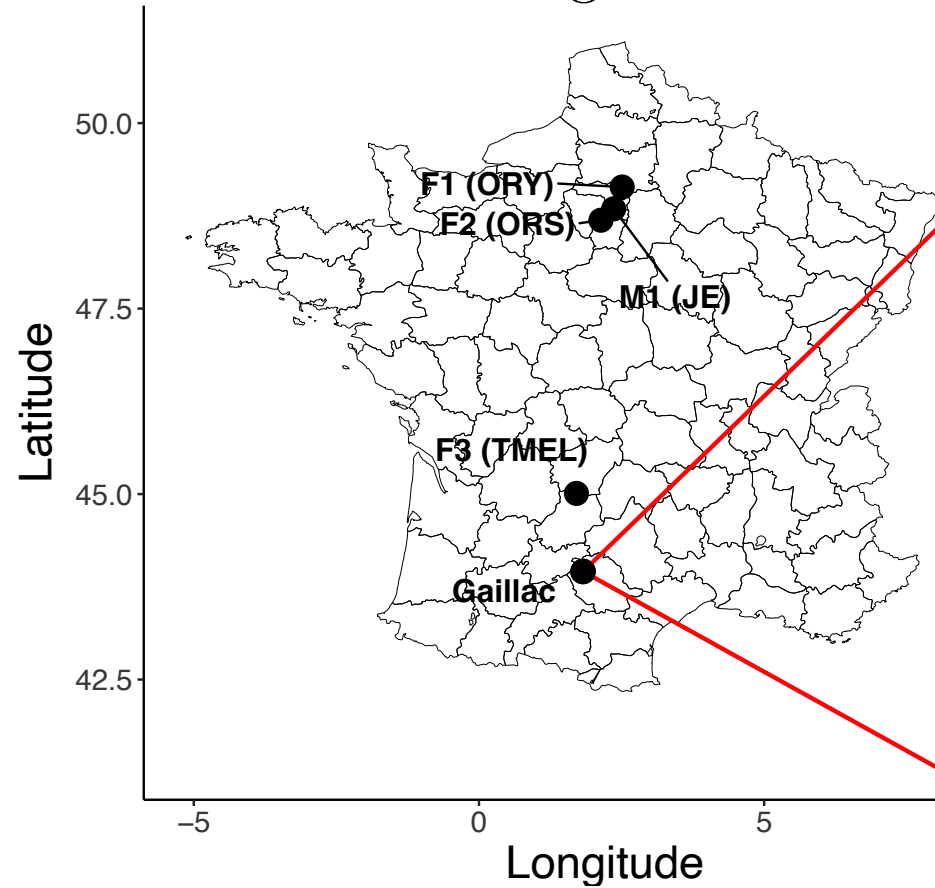 50.0
F1 (ORY)
F2 (ORS)
M1 (JE)
47.5
Latitude
F3 (TMEL)
45.0
Gaillac
42.5
−5
0
5
Longitude